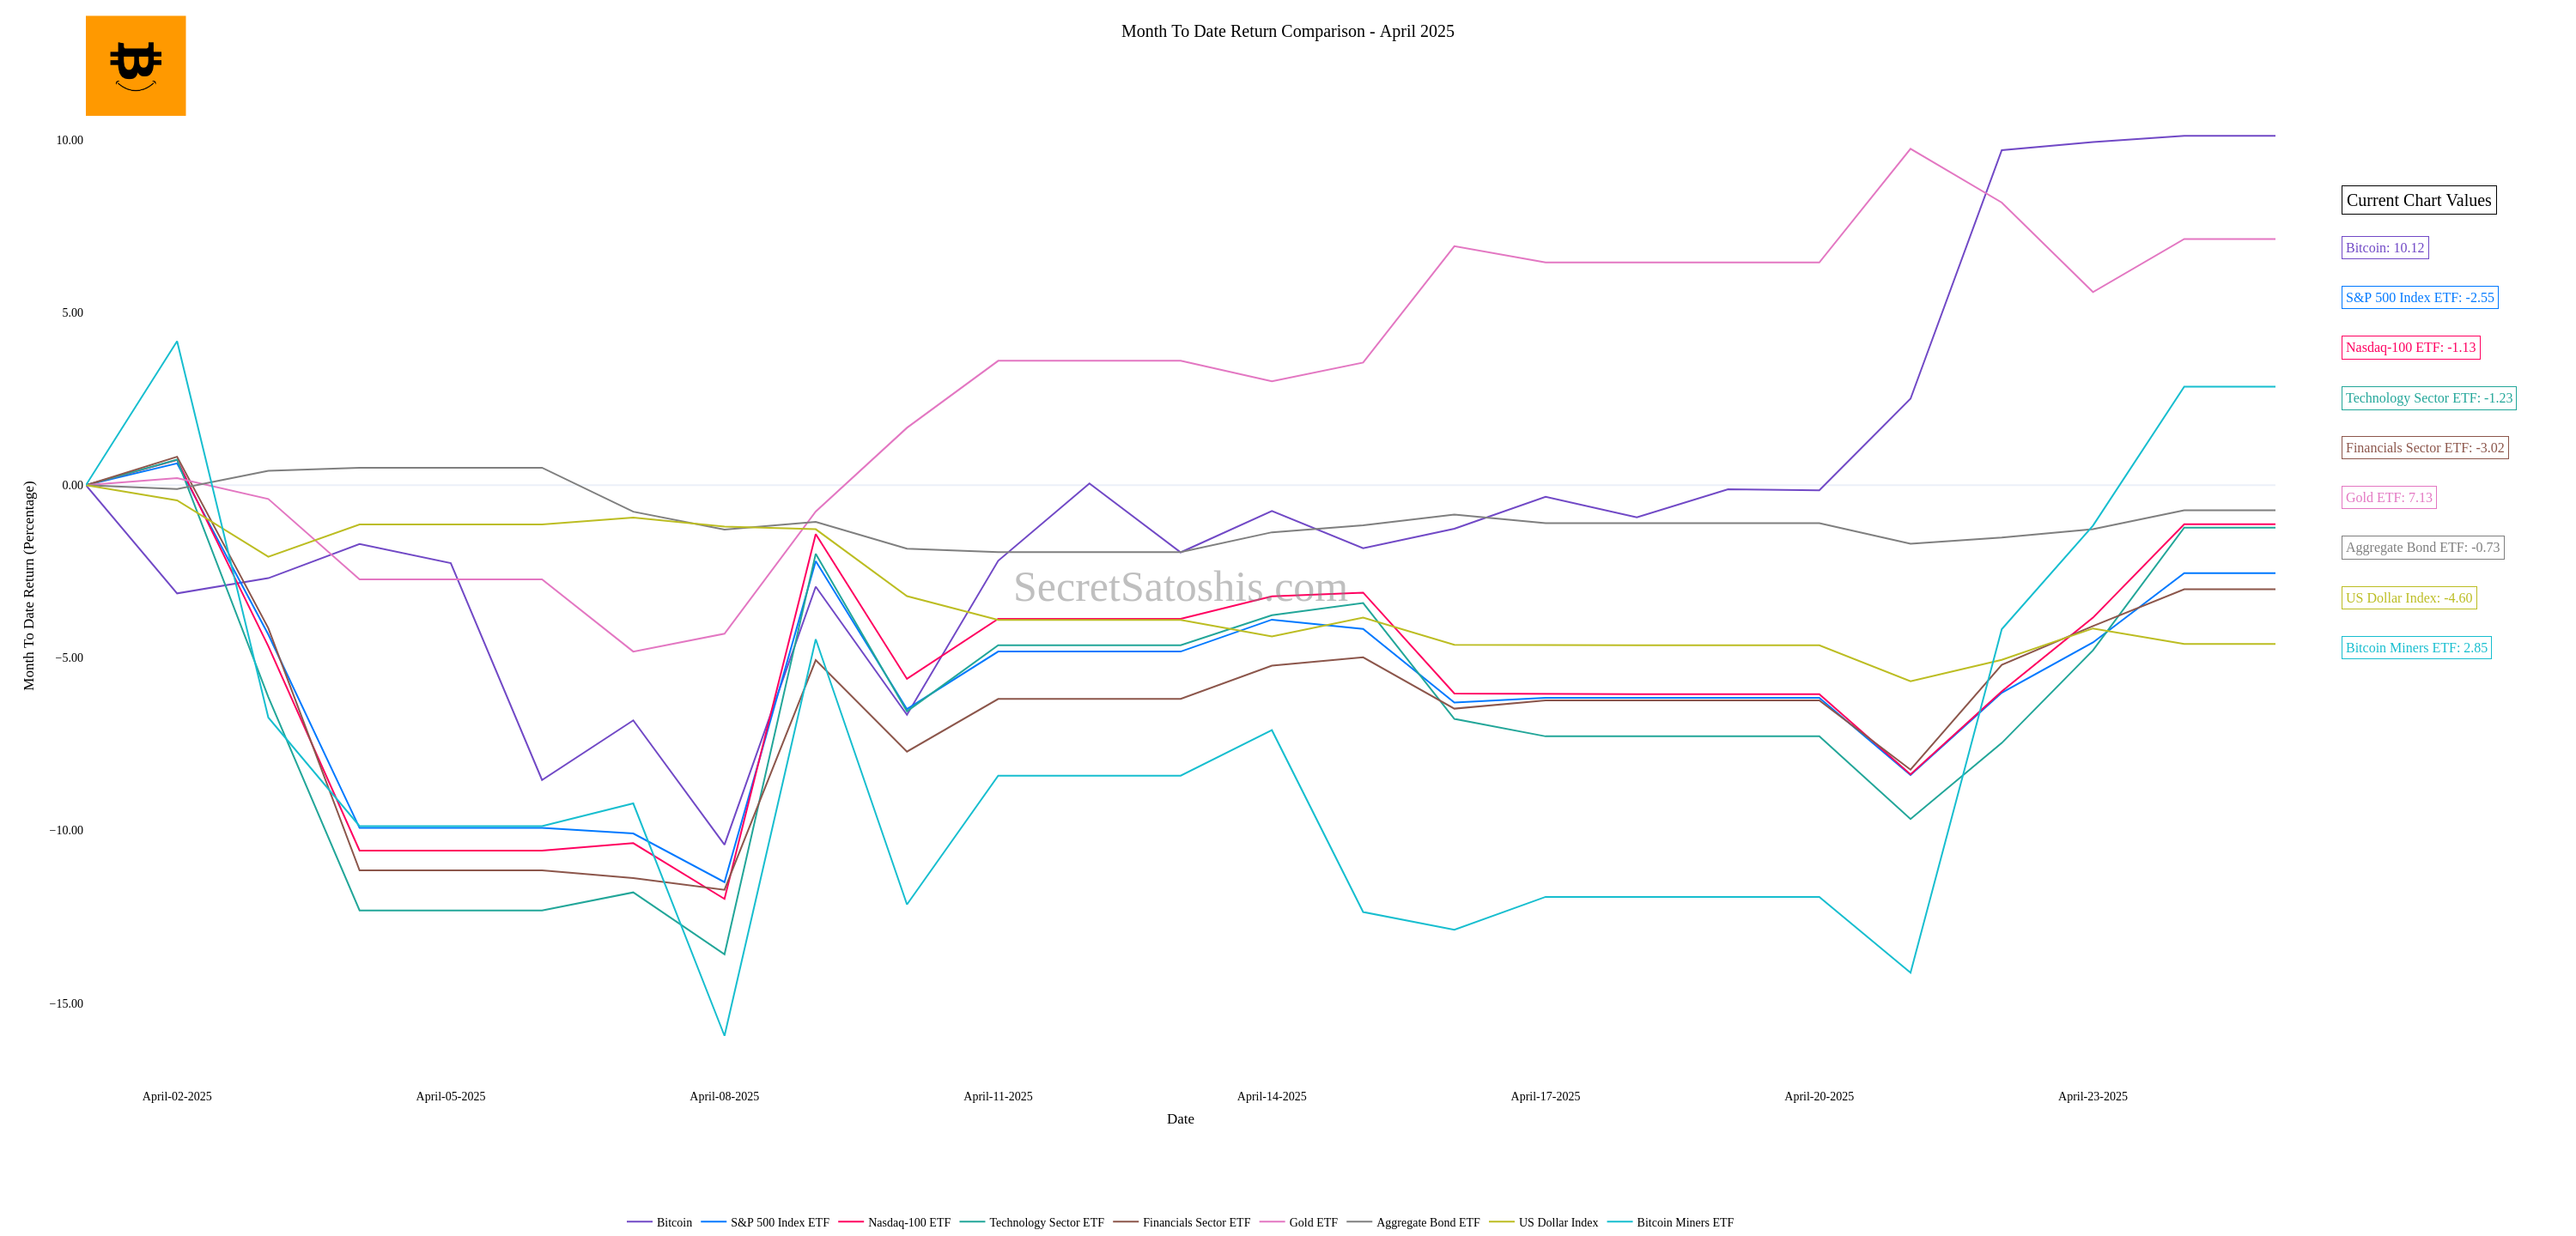 Month To Date Return Comparison - April 2025
10.00
5.00
0.00
−5.00
−10.00
−15.00
Month To Date Return (Percentage)
SecretSatoshis.com
Current Chart Values
Bitcoin: 10.12
S&P 500 Index ETF: -2.55
Nasdaq-100 ETF: -1.13
Technology Sector ETF: -1.23
Financials Sector ETF: -3.02
Gold ETF: 7.13
Aggregate Bond ETF: -0.73
US Dollar Index: -4.60
Bitcoin Miners ETF: 2.85
April-02-2025 April-05-2025 April-08-2025 April-11-2025 April-14-2025 April-17-2025 April-20-2025 April-23-2025
Date
Bitcoin S&P 500 Index ETF Nasdaq-100 ETF Technology Sector ETF Financials Sector ETF Gold ETF Aggregate Bond ETF US Dollar Index Bitcoin Miners ETF